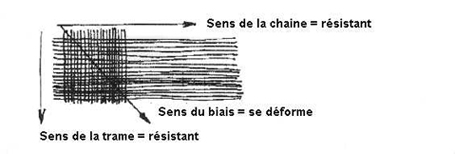 Sens de la chaine = résistant
Sens du biais = se déforme
Sens de la trame = résistant